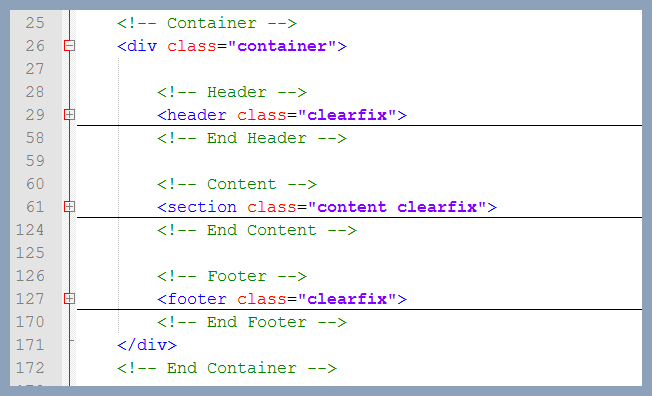 25 <!-- Container -->
26 <div class="container">
27
28 <!-- Header -->
29 <header class="clearfix">
58 <!-- End Header -->
59
60 <!-- Content -->
61 <section class="content clearfix">
124 <!-- End Content -->
125
126 <!-- Footer -->
127 <footer class="clearfix">
170 <!-- End Footer -->
171 </div>
172 <!-- End Container -->